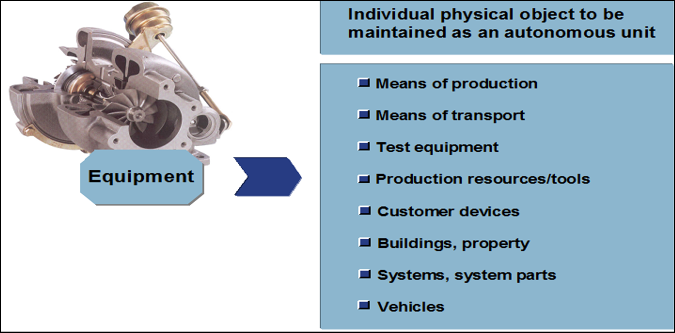 Individual physical object to be
maintained as an autonomous unit
Means of production
Means of transport
Test equipment
Equipment
Production resources/tools
Customer devices
Buildings, property
Systems, system parts
Vehicles